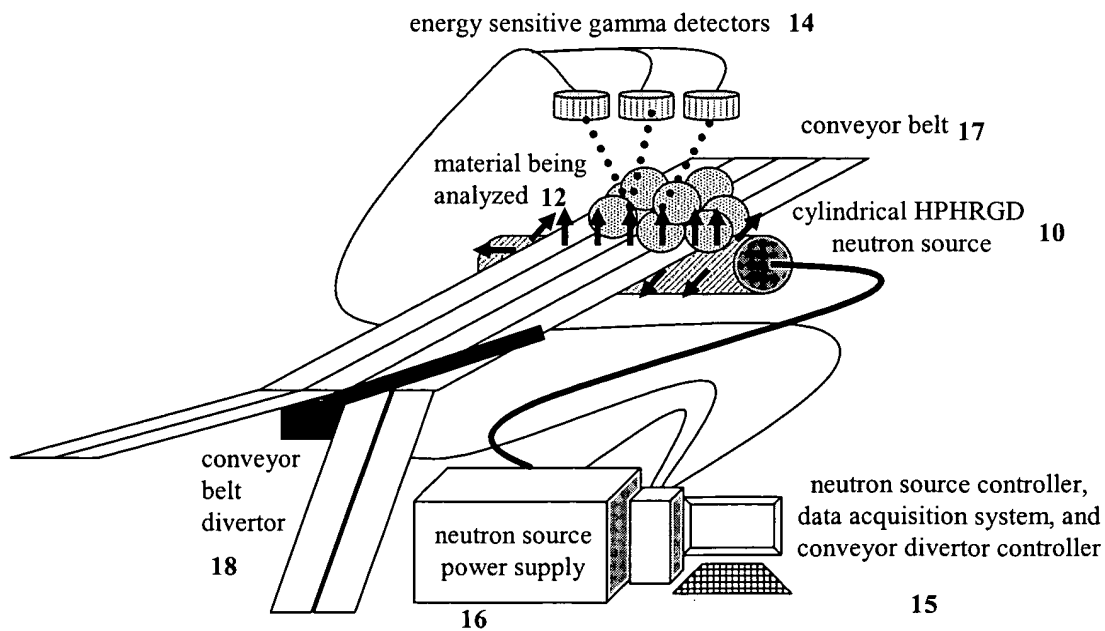 energy sensitive gamma detectors 14
conveyor belt 17
material being
analyzed 12
cylindrical HPHRGD
neutron source 10
conveyor
belt
divertor
18
neutron source
power supply
16
neutron source controller,
data acquisition system, and
conveyor divertor controller
15